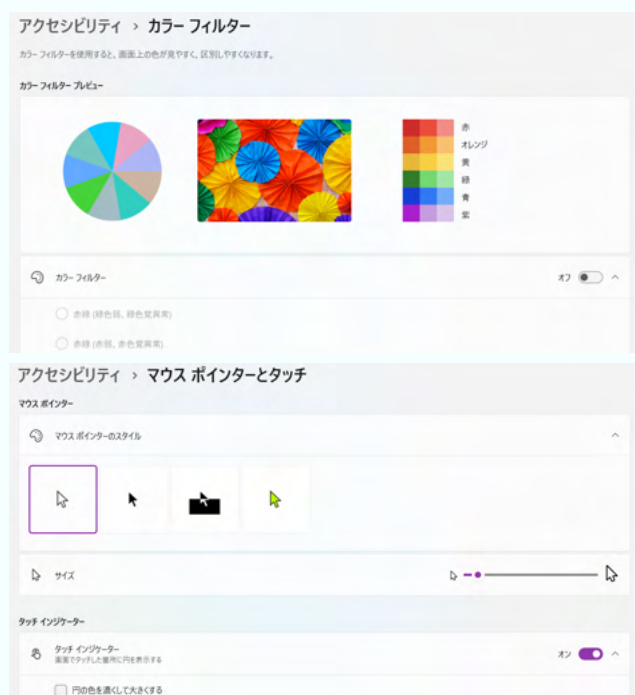 アクセシビリティ › カラー フィルター
カラー フィルターを使用すると、画面上の色が見やすく、区別しやすくなります。
カラー フィルター プレビュー
赤
オレンジ
黄
緑
青
紫
カラー フィルター
オフ
赤緑 (緑色弱、緑色覚異常)
赤緑 (赤弱、赤色覚異常)
アクセシビリティ › マウス ポインターとタッチ
マウス ポインター
マウス ポインターのスタイル
サイズ
タッチ インジケーター
タッチ インジケーター
オン
画面でタッチした箇所に円を表示する
円の色を濃くして大きくする